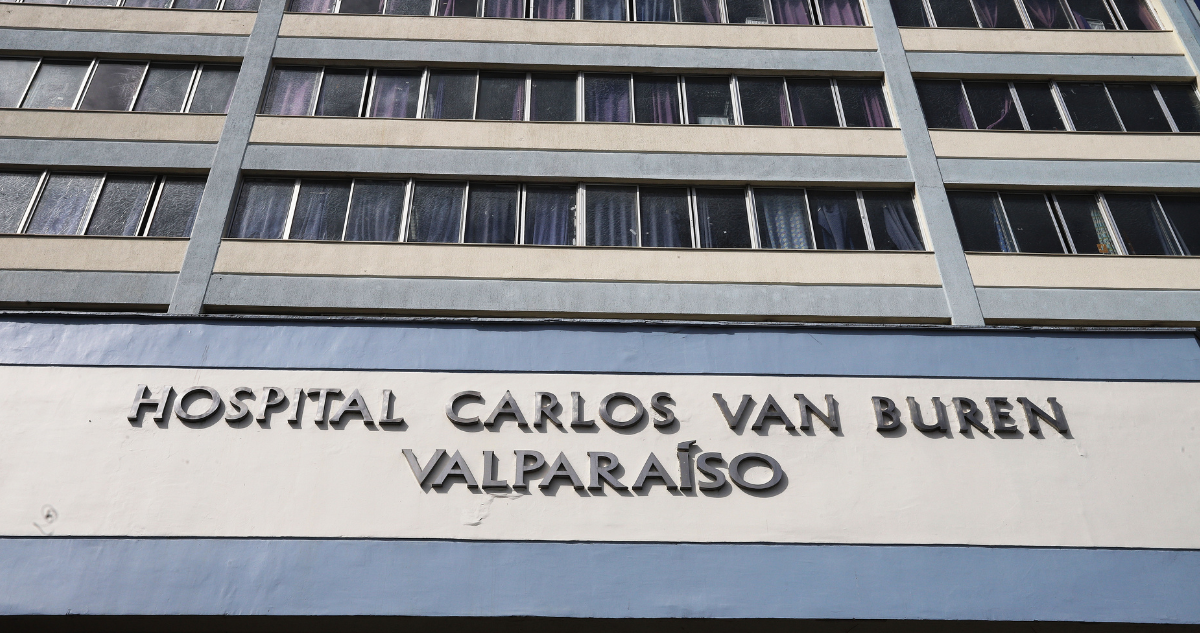 HOSPITAL CARLOS VAN BUREN
VALPARAÍSO